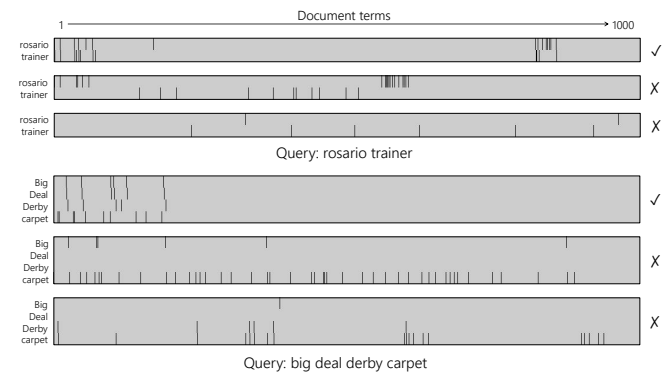 Document terms
1 1000
rosario
trainer
✓
rosario
trainer
✗
rosario
trainer
✗
Query: rosario trainer
Big
Deal
Derby
carpet
✓
Big
Deal
Derby
carpet
✗
Big
Deal
Derby
carpet
✗
Query: big deal derby carpet